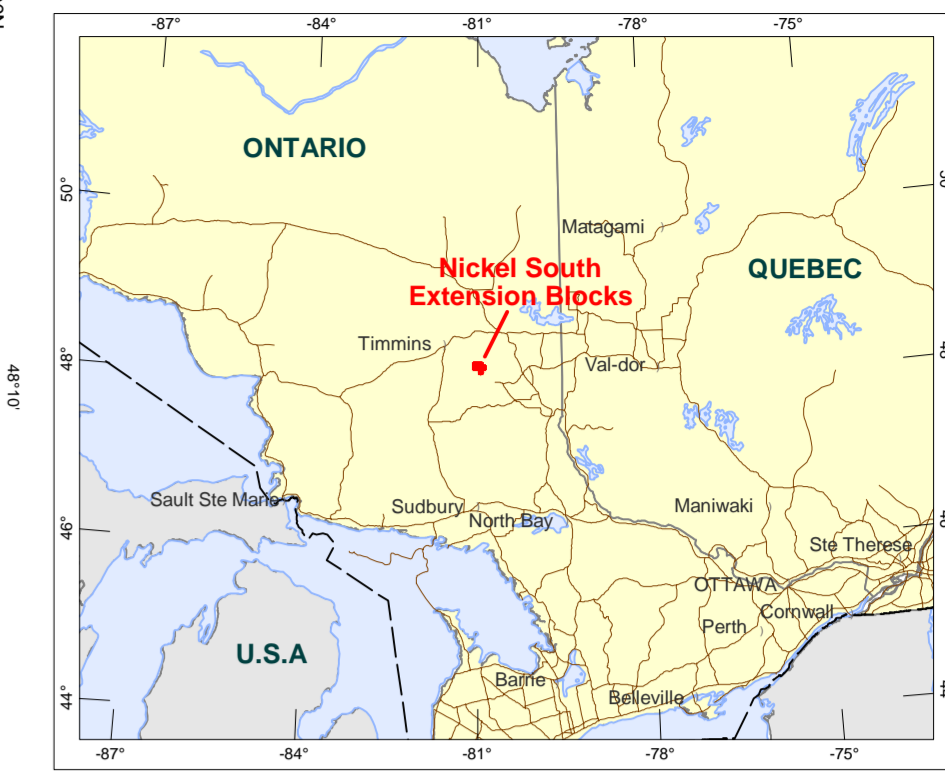 -87° -84° -81° -78° -75°
ONTARIO
50°
Matagami
Nickel South
Extension Blocks
QUEBEC
Timmins
48°
Val-dor
48°10'
Sault Ste Marie
Sudbury
North Bay
Maniwaki
46°
Ste Therese
OTTAWA
Cornwall
Perth
U.S.A
Barrie
Belleville
44°
-87° -84° -81° -78° -75°